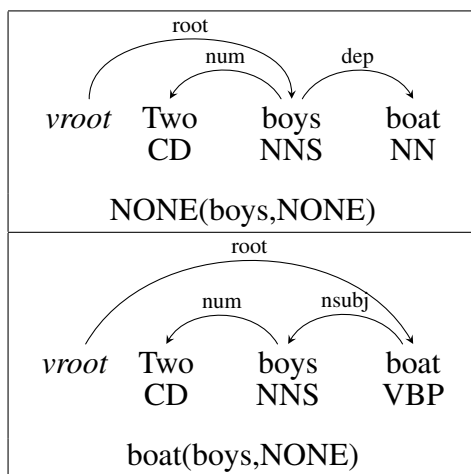 root
num dep
vroot Two boys boat
CD NNS NN
NONE(boys,NONE)
root
num nsubj
vroot Two boys boat
CD NNS VBP
boat(boys,NONE)